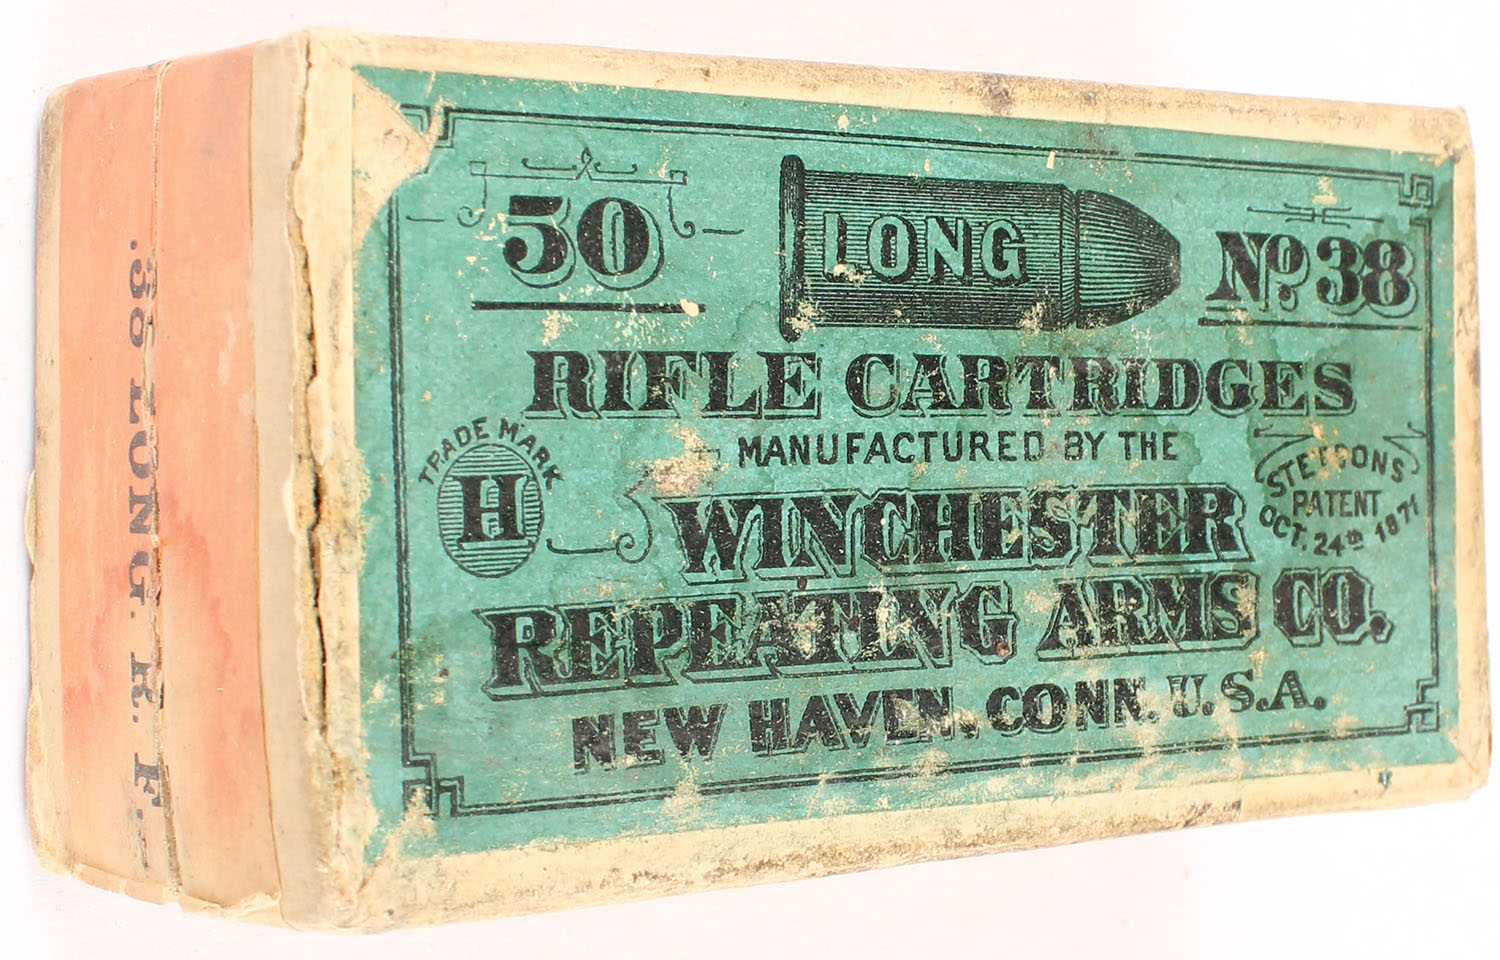 50
LONG
No. 38
RIFLE CARTRIDGES
MANUFACTURED BY THE
TRADE MARK
H
STETSONS
PATENT
OCT. 24th 1871
WINCHESTER
REPEATING ARMS CO.
NEW HAVEN, CONN. U.S.A.
.38 LONG. R. F.